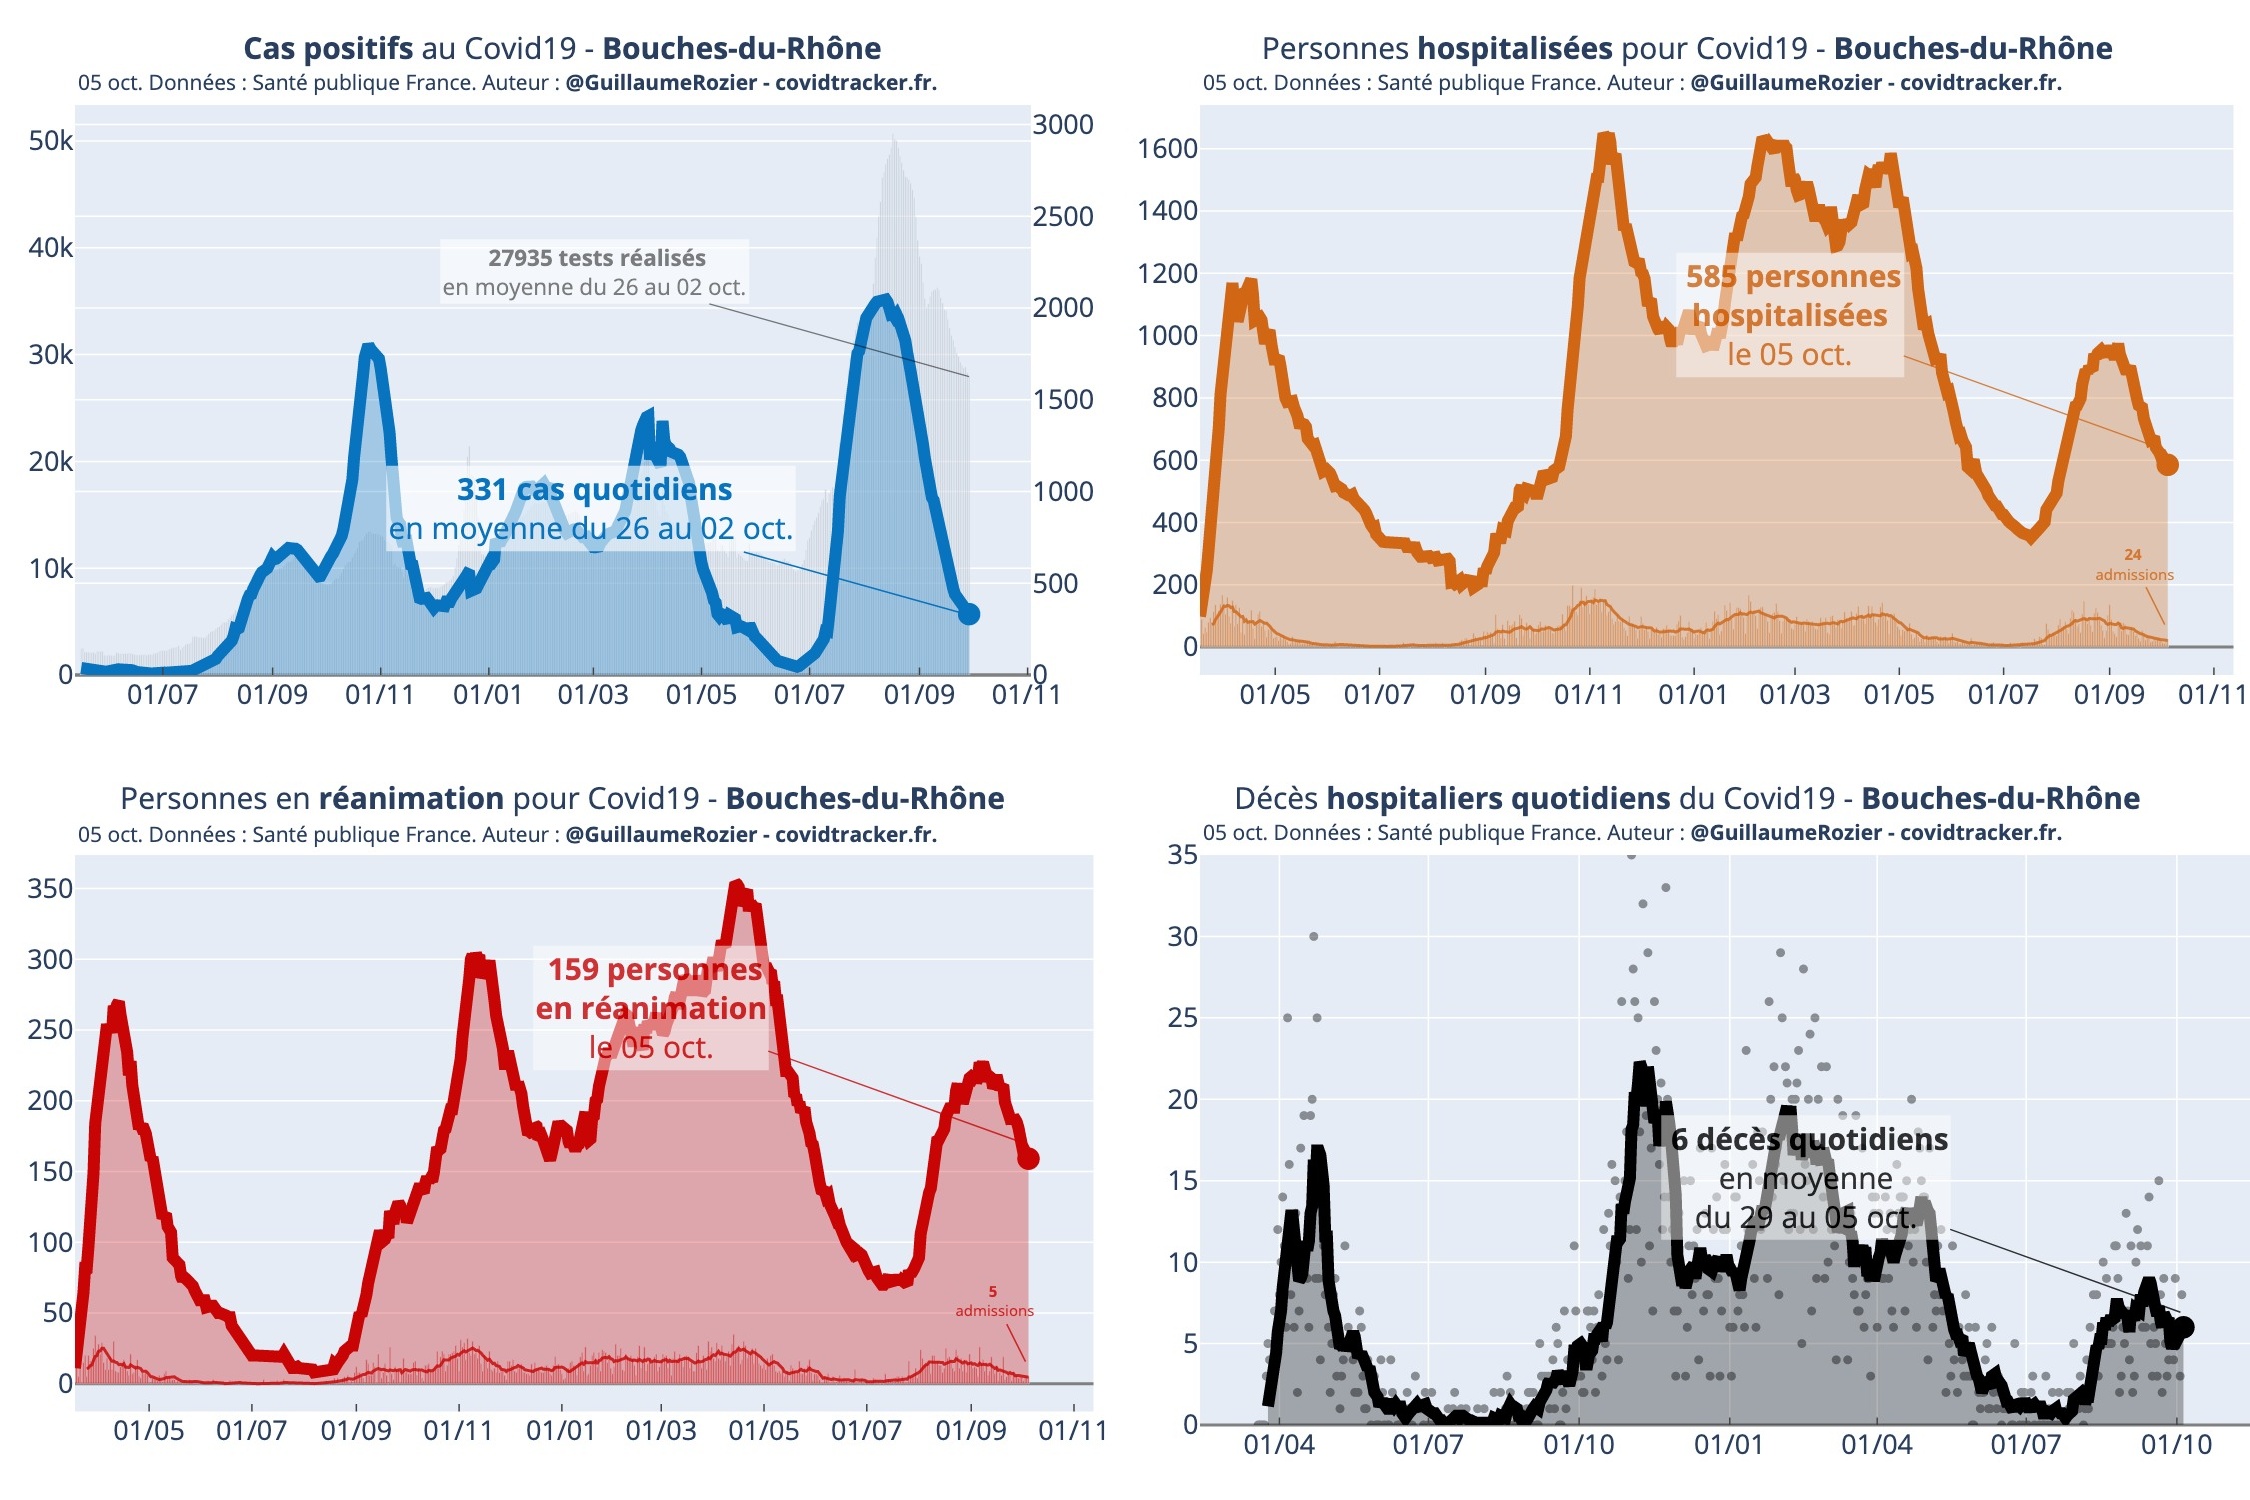 Cas positifs au Covid19 - Bouches-du-Rhône
05 oct. Données : Santé publique France. Auteur : @GuillaumeRozier - covidtracker.fr.
50k
40k
30k
20k
10k
0
3000
2500
2000
1500
1000
500
0
27935 tests réalisés
en moyenne du 26 au 02 oct.
331 cas quotidiens
en moyenne du 26 au 02 oct.
01/07 01/09 01/11 01/01 01/03 01/05 01/07 01/09 01/11
Personnes hospitalisées pour Covid19 - Bouches-du-Rhône
05 oct. Données : Santé publique France. Auteur : @GuillaumeRozier - covidtracker.fr.
1600
1400
1200
1000
800
600
400
200
0
585 personnes
hospitalisées
le 05 oct.
24
admissions
01/05 01/07 01/09 01/11 01/01 01/03 01/05 01/07 01/09 01/11
Personnes en réanimation pour Covid19 - Bouches-du-Rhône
05 oct. Données : Santé publique France. Auteur : @GuillaumeRozier - covidtracker.fr.
350
300
250
200
150
100
50
0
159 personnes
en réanimation
le 05 oct.
5
admissions
01/05 01/07 01/09 01/11 01/01 01/03 01/05 01/07 01/09 01/11
Décès hospitaliers quotidiens du Covid19 - Bouches-du-Rhône
05 oct. Données : Santé publique France. Auteur : @GuillaumeRozier - covidtracker.fr.
35
30
25
20
15
10
5
0
6 décès quotidiens
en moyenne
du 29 au 05 oct.
01/04 01/07 01/10 01/01 01/04 01/07 01/10